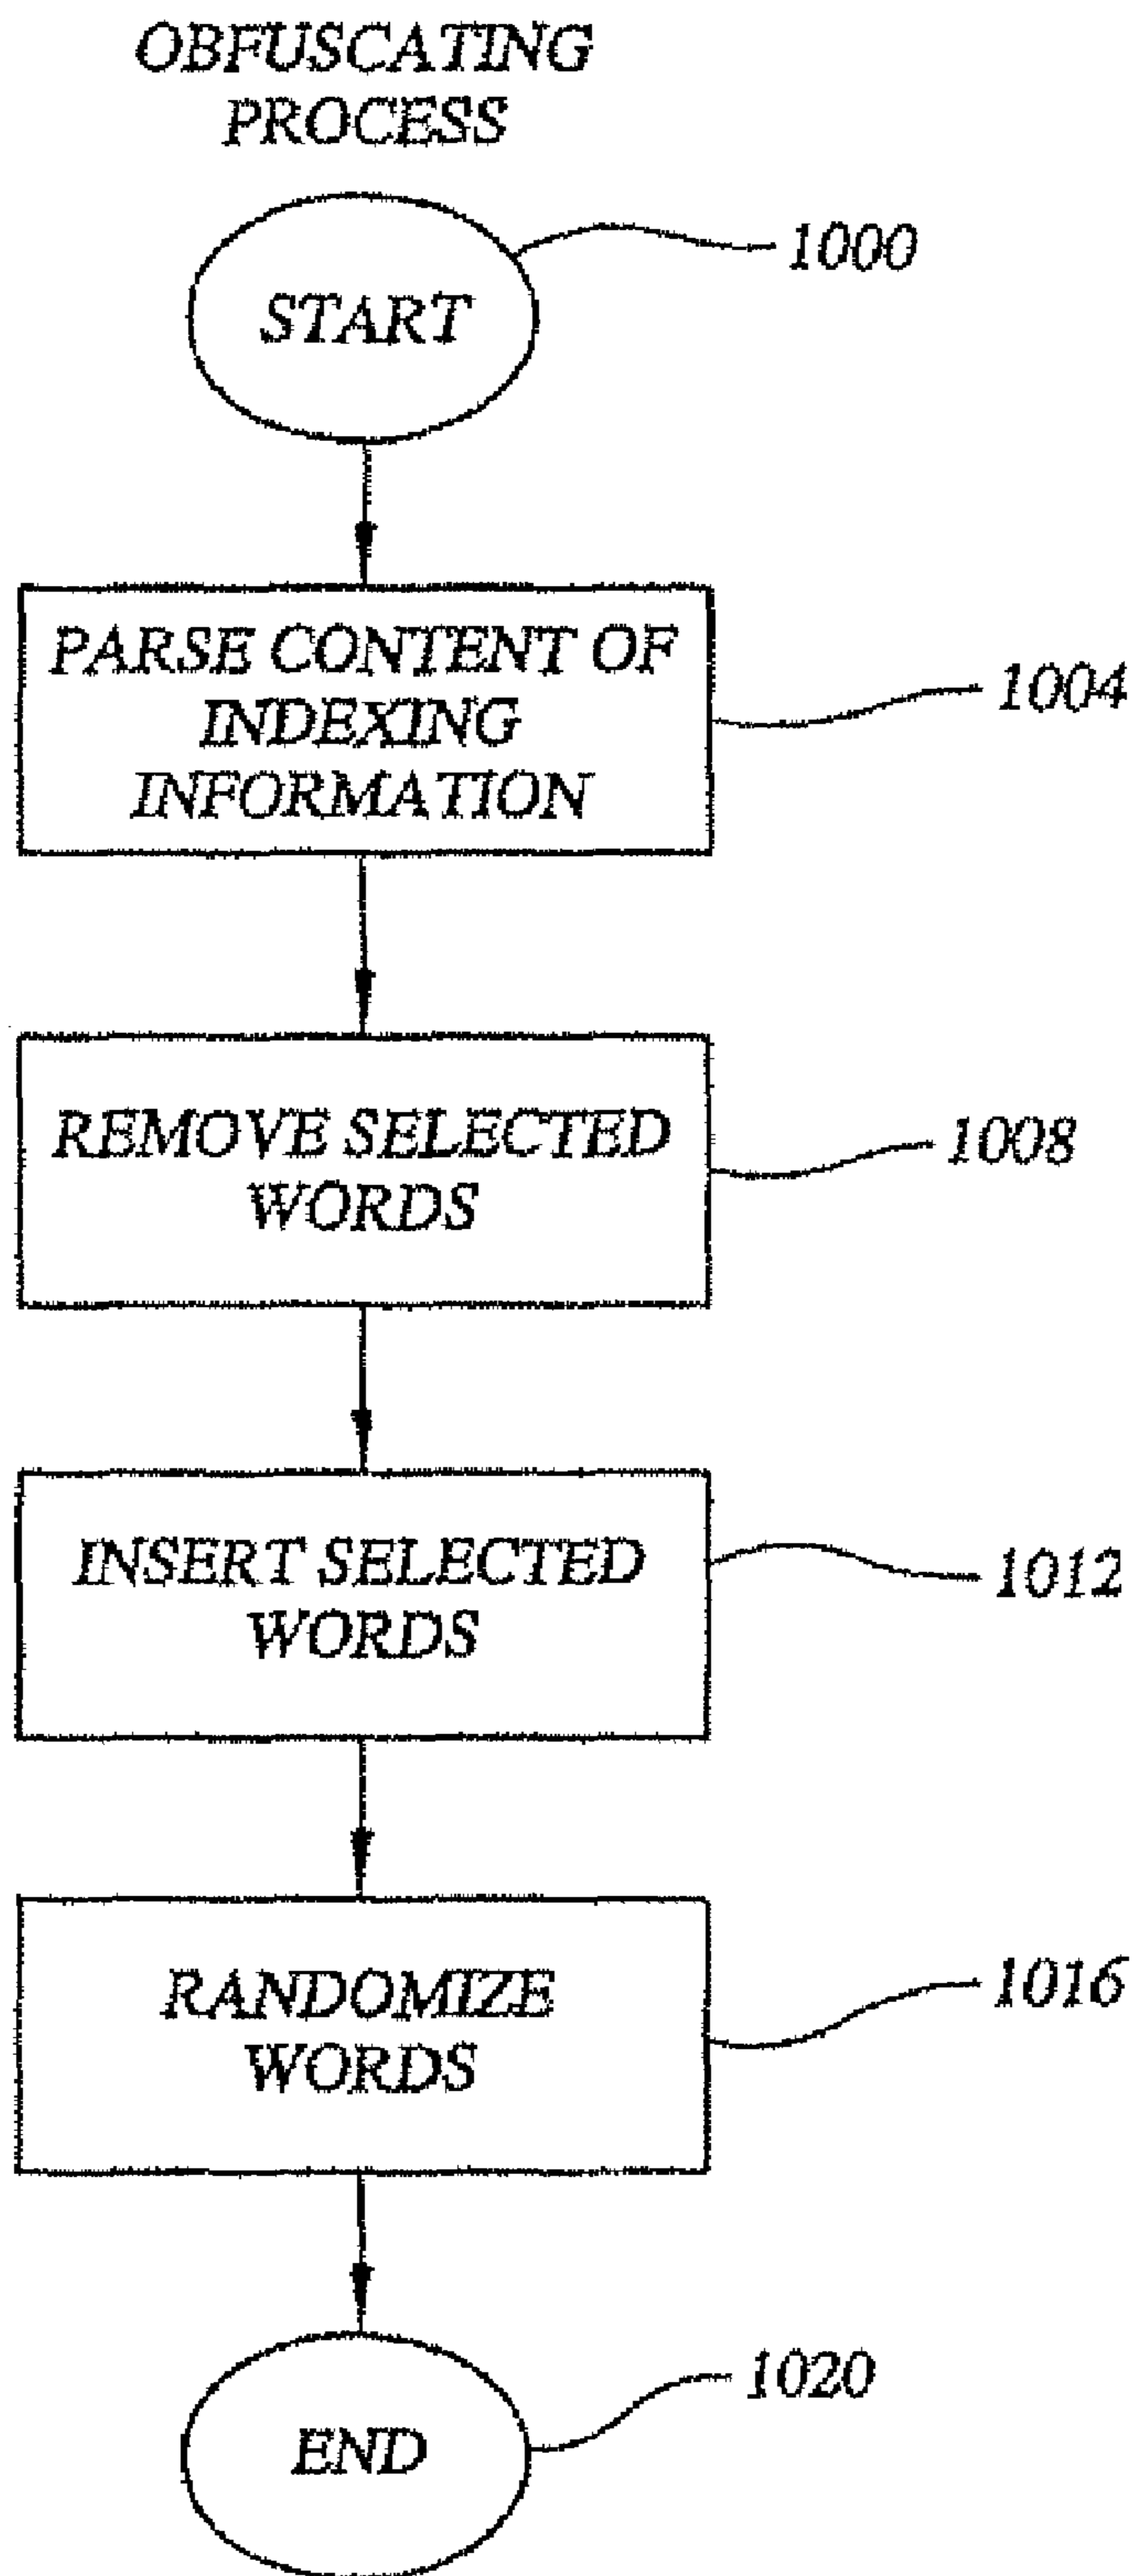 OBFUSCATING
PROCESS
START
1000
PARSE CONTENT OF
INDEXING
INFORMATION
1004
REMOVE SELECTED
WORDS
1008
INSERT SELECTED
WORDS
1012
RANDOMIZE
WORDS
1016
END
1020